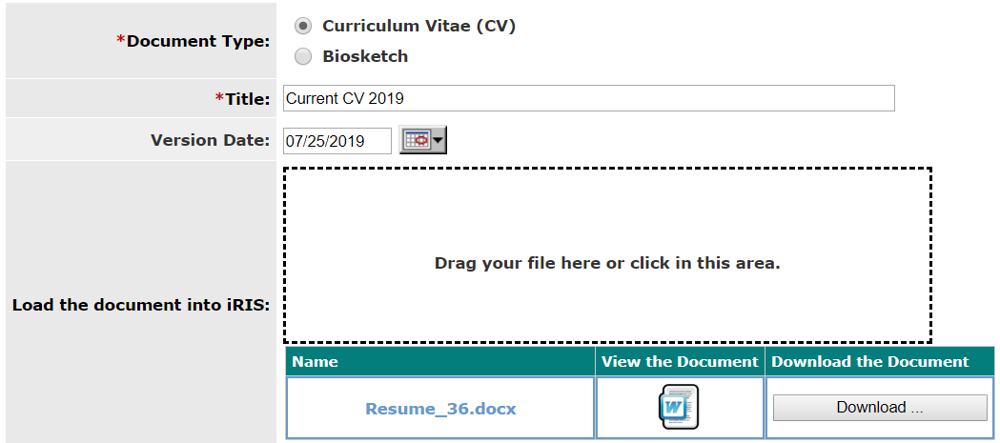 *Document Type:
Curriculum Vitae (CV)
Biosketch
*Title:
Current CV 2019
Version Date:
07/25/2019
Load the document into iRIS:
Drag your file here or click in this area.
Name View the Document Download the Document
Resume_36.docx W Download ...